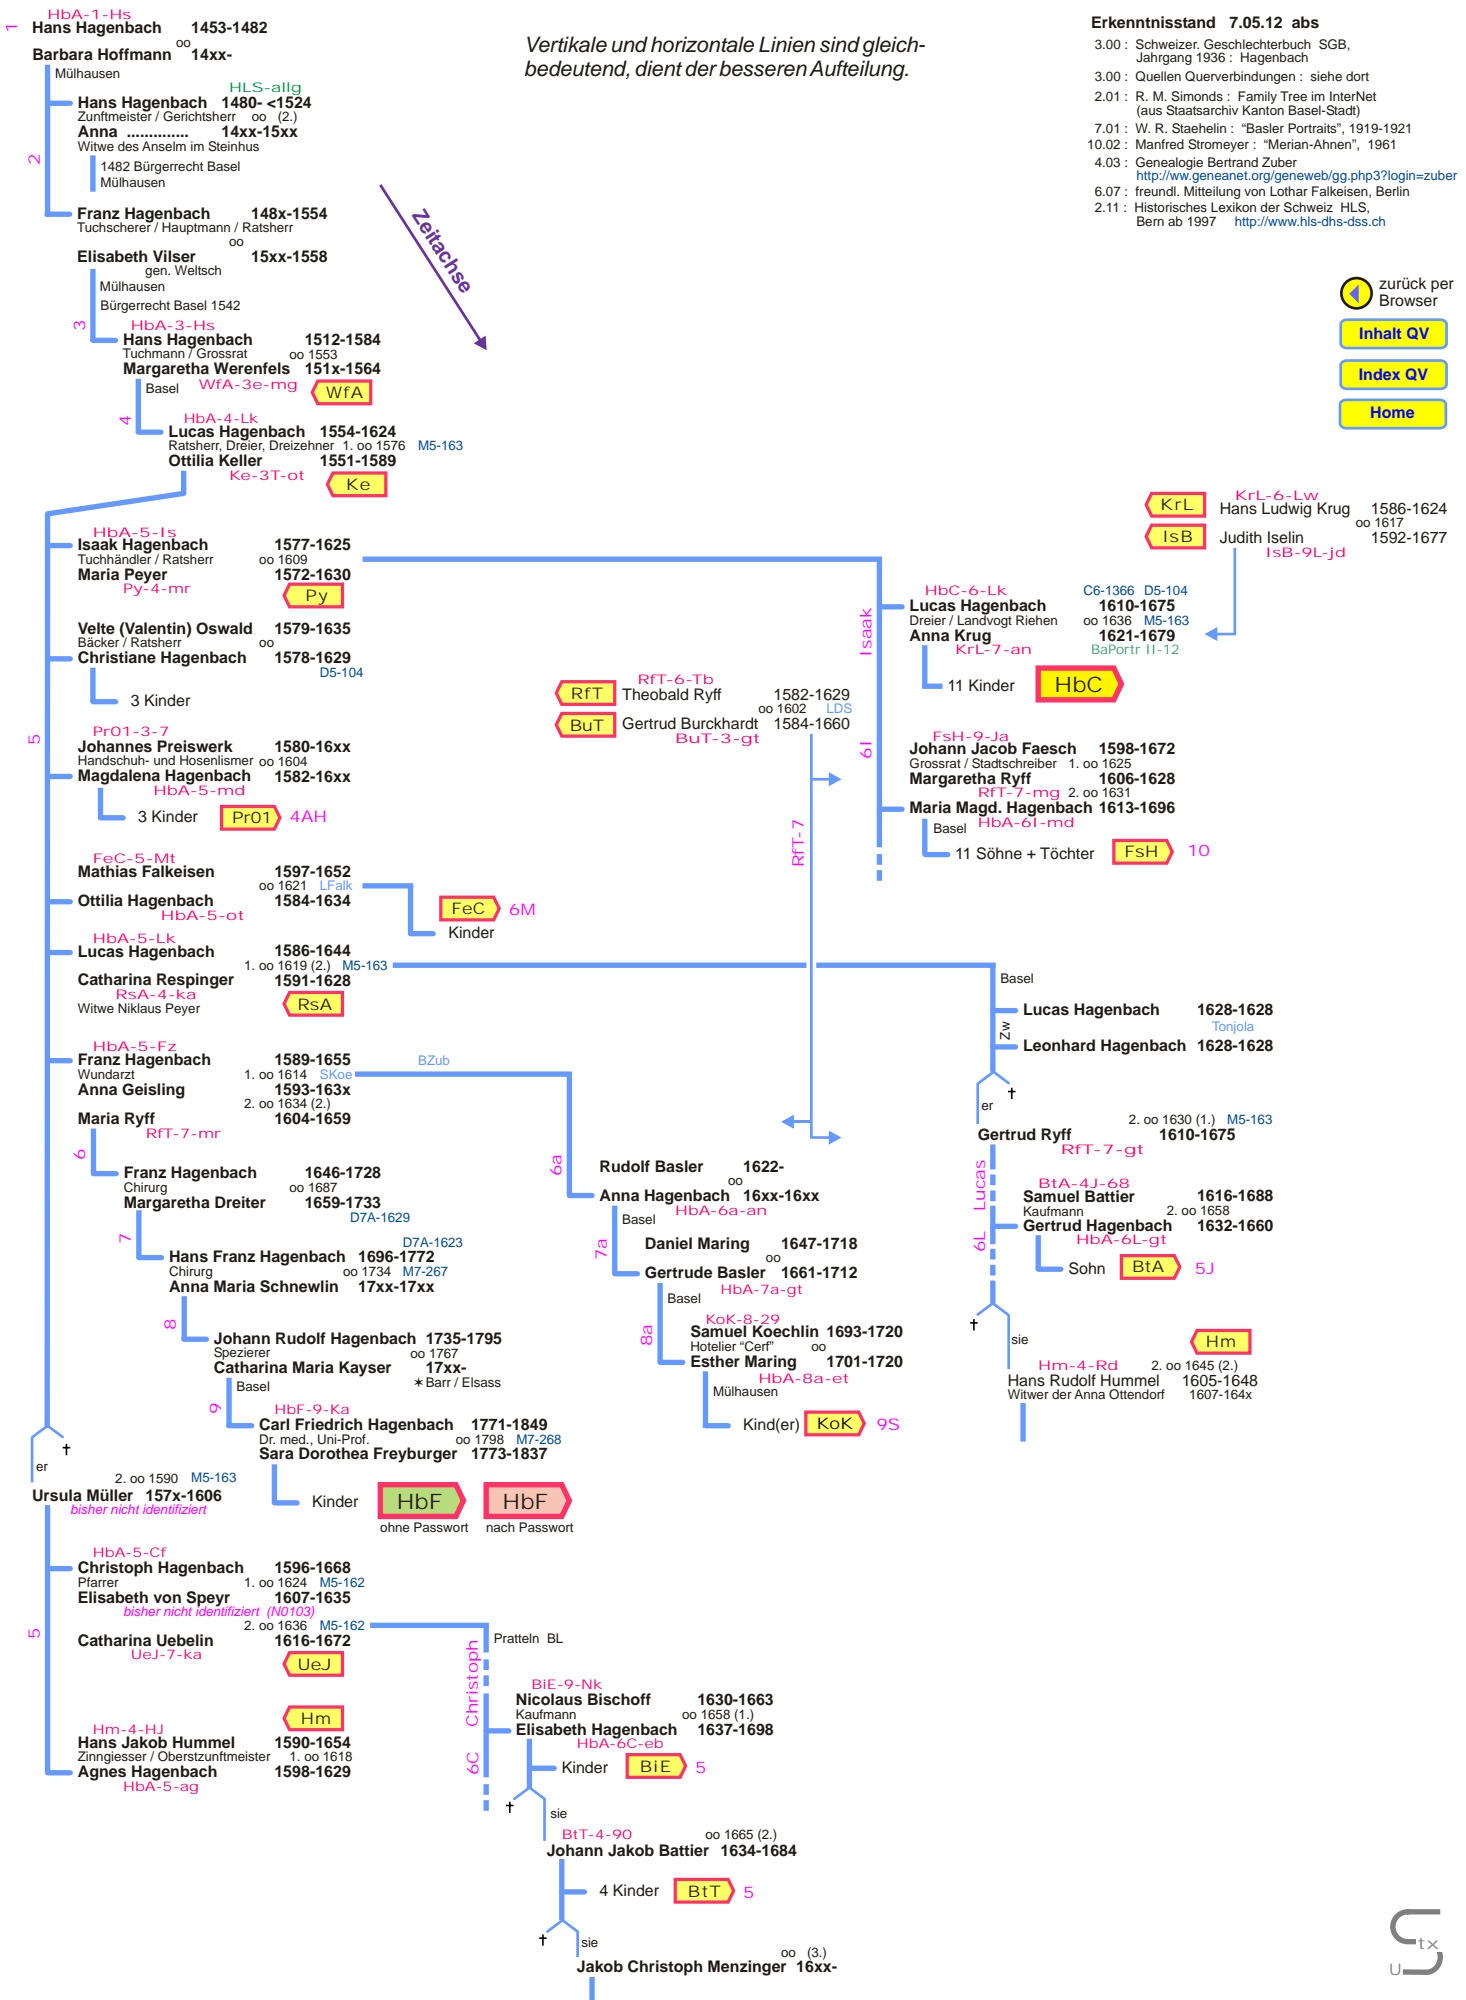 HbA-1-Hs
1
Hans Hagenbach 1453-1482
oo
Barbara Hoffmann 14xx-
Mülhausen
HLS-allg
Hans Hagenbach 1480- <1524
Zunftmeister / Gerichtsherr oo (2.)
Anna .............. 14xx-15xx
Witwe des Anselm im Steinhus
2
1482 Bürgerrecht Basel
Mülhausen
Franz Hagenbach 148x-1554
Tuchscherer / Hauptmann / Ratsherr
oo
Elisabeth Vilser 15xx-1558
gen. Weltsch
Mülhausen
Bürgerrecht Basel 1542
3
HbA-3-Hs
Hans Hagenbach 1512-1584
Tuchmann / Grossrat oo 1553
Margaretha Werenfels 151x-1564
Basel WfA-3e-mg WfA
4
HbA-4-Lk
Lucas Hagenbach 1554-1624
Ratsherr, Dreier, Dreizehner 1. oo 1576 M5-163
Ottilia Keller 1551-1589
Ke-3T-ot Ke
Vertikale und horizontale Linien sind gleich-
bedeutend, dient der besseren Aufteilung.
Zeitachse
Erkenntnisstand 7.05.12 abs
3.00 : Schweizer. Geschlechterbuch SGB,
Jahrgang 1936 : Hagenbach
3.00 : Quellen Querverbindungen : siehe dort
2.01 : R. M. Simonds : Family Tree im InterNet
(aus Staatsarchiv Kanton Basel-Stadt)
7.01 : W. R. Staehelin : "Basler Portraits", 1919-1921
10.02 : Manfred Stromeyer : "Merian-Ahnen", 1961
4.03 : Genealogie Bertrand Zuber
http://ww.geneanet.org/geneweb/gg.php3?login=zuber
6.07 : freundl. Mitteilung von Lothar Falkeisen, Berlin
2.11 : Historisches Lexikon der Schweiz HLS,
Bern ab 1997 http://www.hls-dhs-dss.ch
zurück per
Browser
Inhalt QV
Index QV
Home
HbA-5-Is
Isaak Hagenbach 1577-1625
Tuchhändler / Ratsherr oo 1609
Maria Peyer 1572-1630
Py-4-mr Py
Velte (Valentin) Oswald 1579-1635
Bäcker / Ratsherr oo
Christiane Hagenbach 1578-1629
D5-104
3 Kinder
5
Pr01-3-7
Johannes Preiswerk 1580-16xx
Handschuh- und Hosenlismer oo 1604
Magdalena Hagenbach 1582-16xx
HbA-5-md
3 Kinder Pr01 4AH
FeC-5-Mt
Mathias Falkeisen 1597-1652
oo 1621 LFalk
Ottilia Hagenbach 1584-1634
HbA-5-ot
FeC 6M
Kinder
HbA-5-Lk
Lucas Hagenbach 1586-1644
1. oo 1619 (2.) M5-163
Catharina Respinger 1591-1628
RsA-4-ka
Witwe Niklaus Peyer RsA
HbA-5-Fz
Franz Hagenbach 1589-1655
Wundarzt 1. oo 1614 SKoe
BZub
Anna Geisling 1593-163x
2. oo 1634 (2.)
Maria Ryff 1604-1659
RfT-7-mr
6
Franz Hagenbach 1646-1728
Chirurg oo 1687
Margaretha Dreiter 1659-1733
D7A-1629
7
D7A-1623
Hans Franz Hagenbach 1696-1772
Chirurg oo 1734 M7-267
Anna Maria Schnewlin 17xx-17xx
8
Johann Rudolf Hagenbach 1735-1795
Spezierer oo 1767
Catharina Maria Kayser 17xx-
∗ Barr / Elsass
Basel
9
HbF-9-Ka
Carl Friedrich Hagenbach 1771-1849
Dr. med., Uni-Prof. oo 1798 M7-268
Sara Dorothea Freyburger 1773-1837
Kinder HbF HbF
ohne Passwort nach Passwort
KrL KrL-6-Lw
Hans Ludwig Krug 1586-1624
oo 1617
IsB Judith Iselin 1592-1677
IsB-9L-jd
Isaak
6I
HbC-6-Lk C6-1366 D5-104
Lucas Hagenbach 1610-1675
Dreier / Landvogt Riehen oo 1636 M5-163
Anna Krug 1621-1679
KrL-7-an BaPortr II-12
11 Kinder HbC
RfT RfT-6-Tb
Theobald Ryff 1582-1629
oo 1602 LDS
BuT Gertrud Burckhardt 1584-1660
BuT-3-gt
RfT-7
FsH-9-Ja
Johann Jacob Faesch 1598-1672
Grossrat / Stadtschreiber 1. oo 1625
Margaretha Ryff 1606-1628
RfT-7-mg 2. oo 1631
Maria Magd. Hagenbach 1613-1696
Basel HbA-6I-md
11 Söhne + Töchter FsH 10
Basel
Lucas Hagenbach 1628-1628
Zw
Tonjola
Leonhard Hagenbach 1628-1628
†
er
2. oo 1630 (1.) M5-163
Gertrud Ryff 1610-1675
RfT-7-gt
6L Lucas
BtA-4J-68
Samuel Battier 1616-1688
Kaufmann 2. oo 1658
Gertrud Hagenbach 1632-1660
HbA-6L-gt
Sohn BtA 5J
†
sie
Hm
Hm-4-Rd 2. oo 1645 (2.)
Hans Rudolf Hummel 1605-1648
Witwer der Anna Ottendorf 1607-164x
6a
Rudolf Basler 1622-
oo
Anna Hagenbach 16xx-16xx
HbA-6a-an
Basel
7a
Daniel Maring 1647-1718
oo
Gertrude Basler 1661-1712
HbA-7a-gt
Basel
8a
KoK-8-29
Samuel Koechlin 1693-1720
Hotelier "Cerf" oo
Esther Maring 1701-1720
HbA-8a-et
Mülhausen
Kind(er) KoK 9S
†
er
2. oo 1590 M5-163
Ursula Müller 157x-1606
bisher nicht identifiziert
HbA-5-Cf
Christoph Hagenbach 1596-1668
Pfarrer 1. oo 1624 M5-162
Elisabeth von Speyr 1607-1635
bisher nicht identifiziert (N0103)
2. oo 1636 M5-162
Catharina Uebelin 1616-1672
UeJ-7-ka UeJ
5
Hm
Hm-4-HJ
Hans Jakob Hummel 1590-1654
Zinngiesser / Oberstzunftmeister 1. oo 1618
Agnes Hagenbach 1598-1629
HbA-5-ag
Pratteln BL
6C Christoph
BiE-9-Nk
Nicolaus Bischoff 1630-1663
Kaufmann oo 1658 (1.)
Elisabeth Hagenbach 1637-1698
HbA-6C-eb
Kinder BiE 5
†
sie
BtT-4-90 oo 1665 (2.)
Johann Jakob Battier 1634-1684
4 Kinder BtT 5
†
sie
oo (3.)
Jakob Christoph Menzinger 16xx-
S tx
U